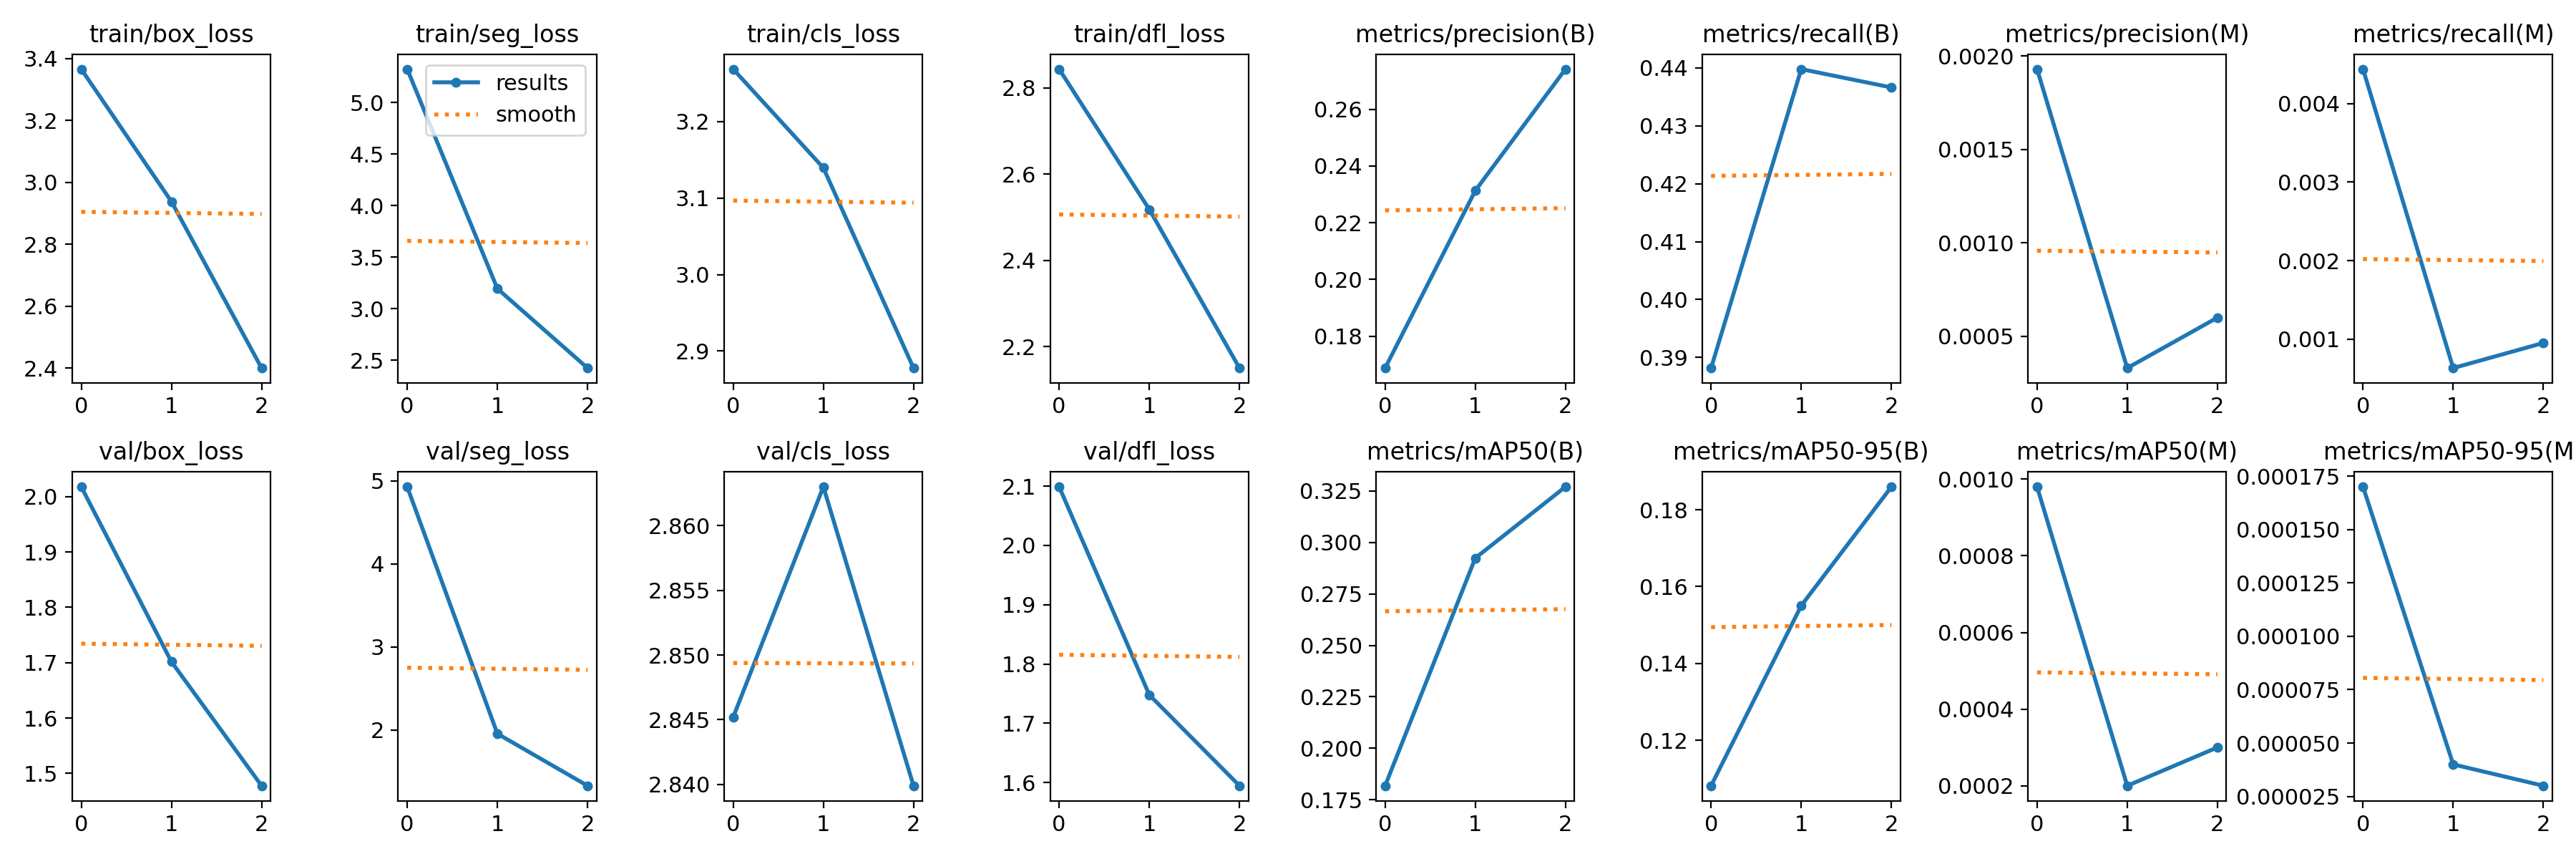 train/box_loss
3.4
3.2
3.0
2.8
2.6
2.4
0 1 2
train/seg_loss
results
smooth
5.0
4.5
4.0
3.5
3.0
2.5
0 1 2
train/cls_loss
3.2
3.1
3.0
2.9
0 1 2
train/dfl_loss
2.8
2.6
2.4
2.2
0 1 2
metrics/precision(B)
0.26
0.24
0.22
0.20
0.18
0 1 2
metrics/recall(B)
0.44
0.43
0.42
0.41
0.40
0.39
0 1 2
metrics/precision(M)
0.0020
0.0015
0.0010
0.0005
0 1 2
metrics/recall(M)
0.004
0.003
0.002
0.001
0 1 2
val/box_loss
2.0
1.9
1.8
1.7
1.6
1.5
0 1 2
val/seg_loss
5
4
3
2
0 1 2
val/cls_loss
2.860
2.855
2.850
2.845
2.840
0 1 2
val/dfl_loss
2.1
2.0
1.9
1.8
1.7
1.6
0 1 2
metrics/mAP50(B)
0.325
0.300
0.275
0.250
0.225
0.200
0.175
0 1 2
metrics/mAP50-95(B)
0.18
0.16
0.14
0.12
0 1 2
metrics/mAP50(M)
0.0010
0.0008
0.0006
0.0004
0.0002
0 1 2
metrics/mAP50-95(M
0.000175
0.000150
0.000125
0.000100
0.000075
0.000050
0.000025
0 1 2